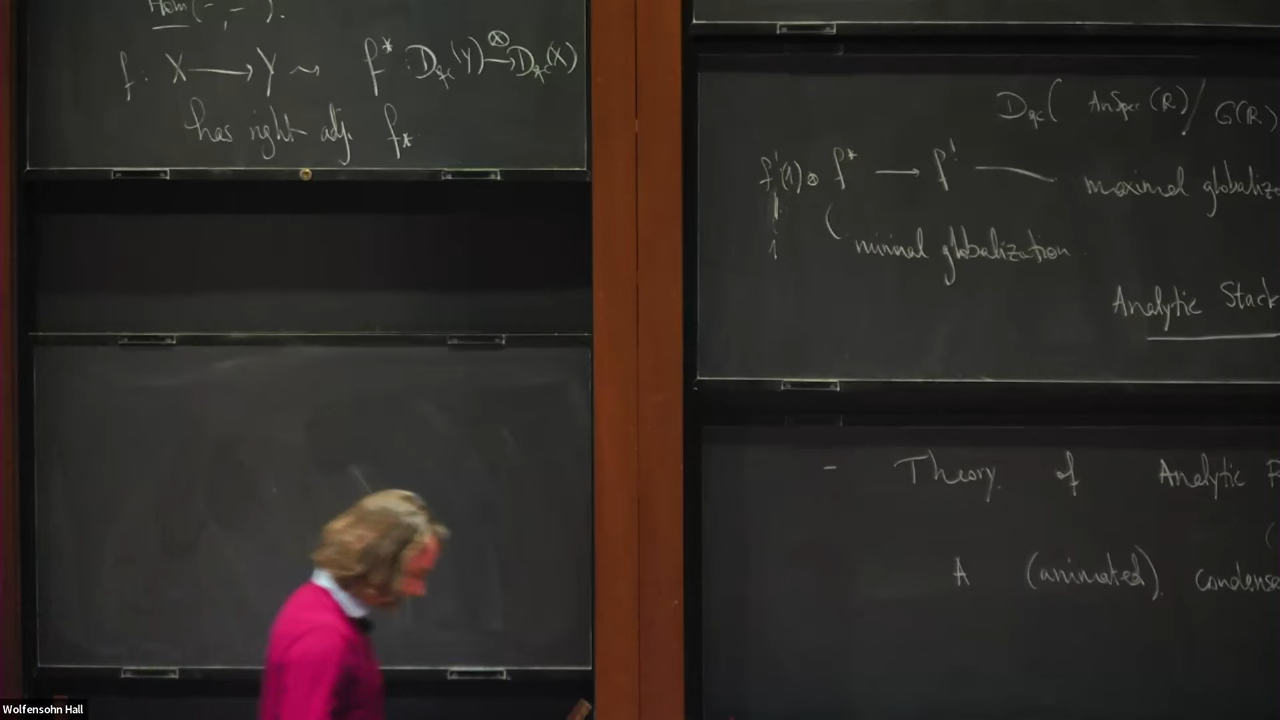 Hom(-,-).
f: X → Y ⇝ f* : D_qc(Y) →^⊗ D_qc(X)
has right adj. f_*
D_qc( AnSpec(R) / G(R)
f^!(1) ⊗ f* → f^! — maximal globaliz
minimal globalization
Analytic Stack
- Theory of Analytic
A (animated) condense
Wolfensohn Hall